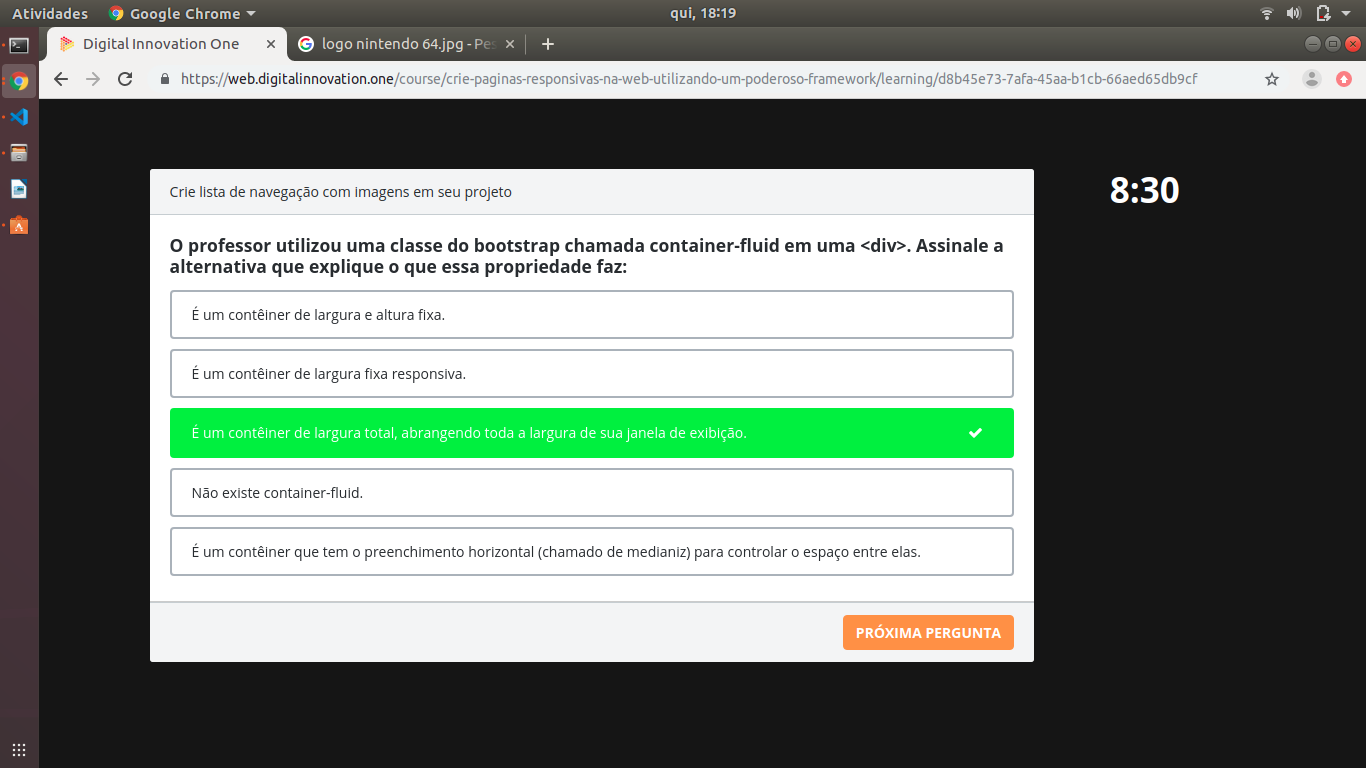 Atividades
Google Chrome
qui, 18:19
Digital Innovation One
logo nintendo 64.jpg - Pes
https://web.digitalinnovation.one/course/crie-paginas-responsivas-na-web-utilizando-um-poderoso-framework/learning/d8b45e73-7afa-45aa-b1cb-66aed65db9cf
Crie lista de navegação com imagens em seu projeto
8:30
O professor utilizou uma classe do bootstrap chamada container-fluid em uma <div>. Assinale a
alternativa que explique o que essa propriedade faz:
É um contêiner de largura e altura fixa.
É um contêiner de largura fixa responsiva.
É um contêiner de largura total, abrangendo toda a largura de sua janela de exibição.
Não existe container-fluid.
É um contêiner que tem o preenchimento horizontal (chamado de medianiz) para controlar o espaço entre elas.
PRÓXIMA PERGUNTA